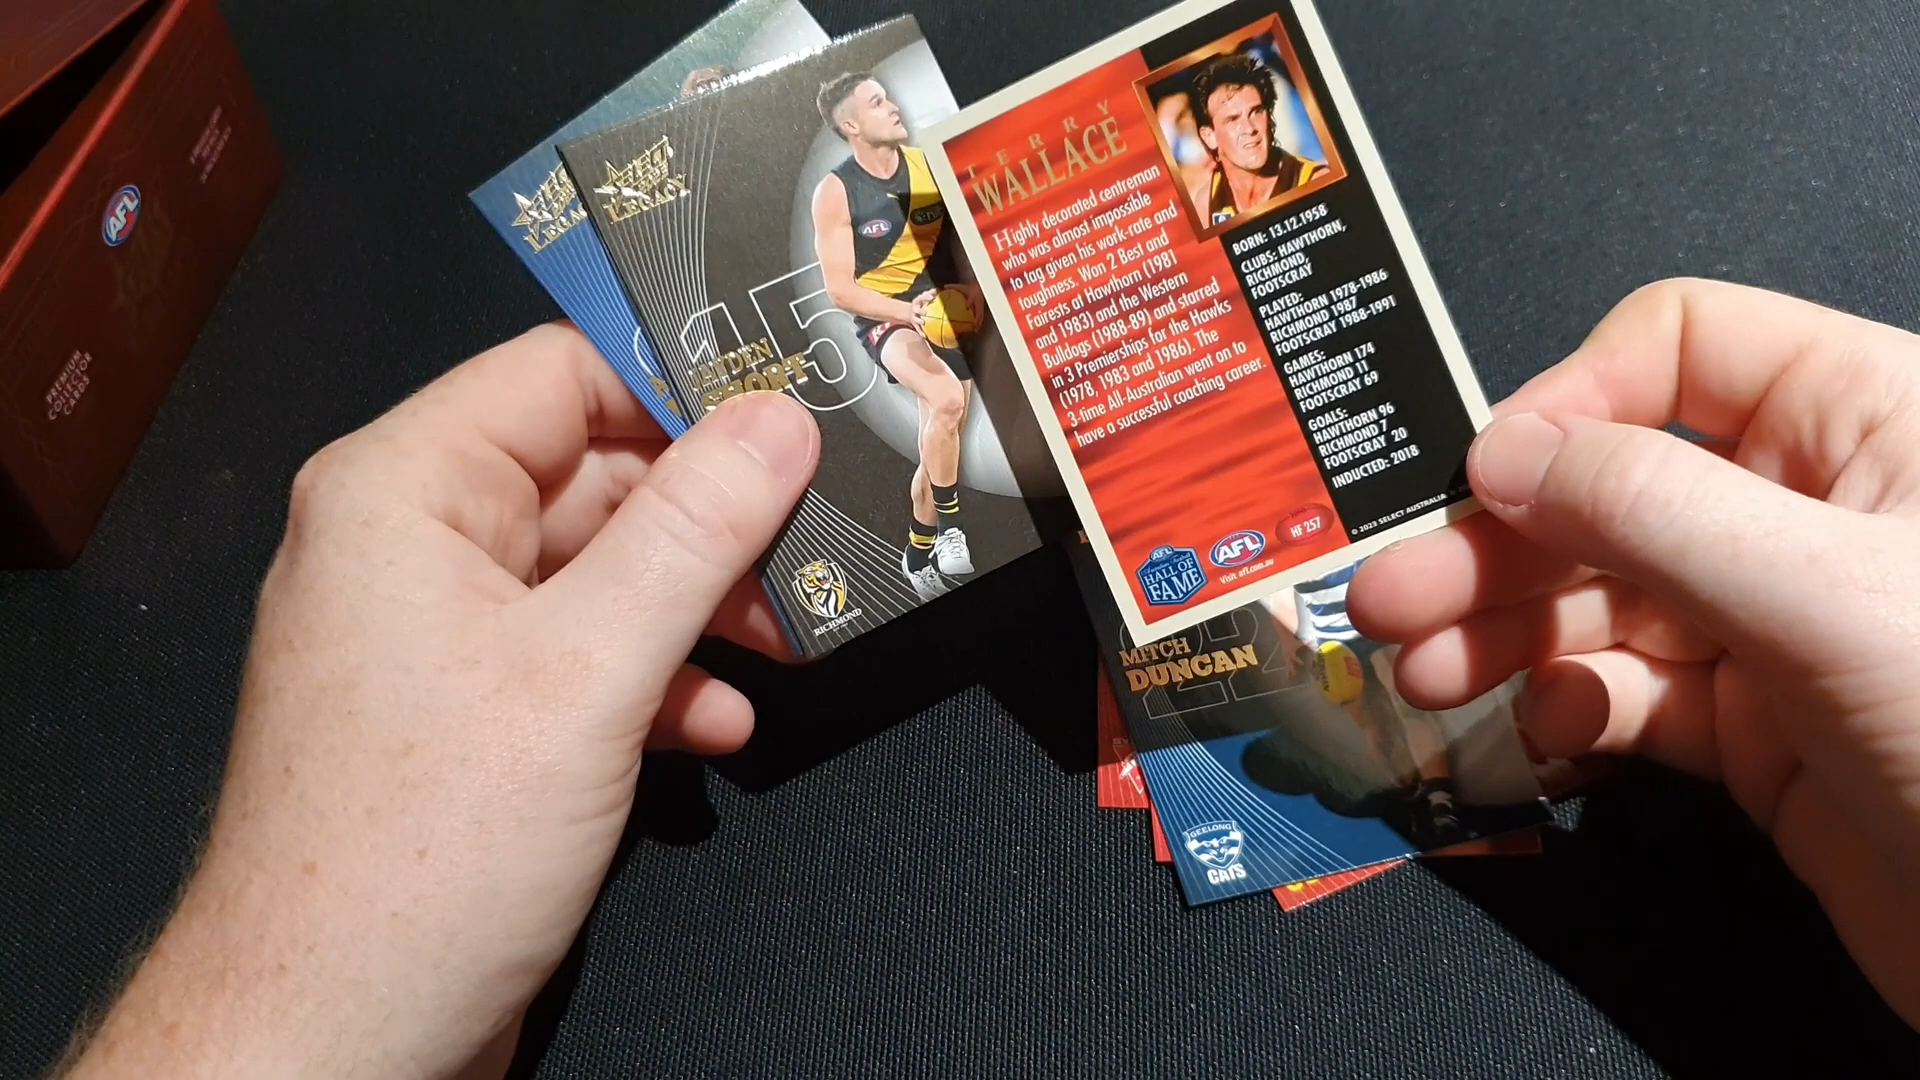 AFL
PREMIUM
COLLECTOR
CARDS
LEGACY
AFL
15
JAYDEN
SHORT
RICHMOND
TERRY
WALLACE
Highly decorated centreman
who was almost impossible
to tag given his work-rate and
toughness. Won 2 Best and
Fairests at Hawthorn (1981
and 1983) and the Western
Bulldogs (1988-89) and starred
in 3 Premierships for the Hawks
(1978, 1983 and 1986). The
3-time All-Australian went on to
have a successful coaching career.
BORN: 13.12.1958
CLUBS: HAWTHORN,
RICHMOND,
FOOTSCRAY
PLAYED:
HAWTHORN 1978-1986
RICHMOND 1987
FOOTSCRAY 1988-1991
GAMES:
HAWTHORN 174
RICHMOND 11
FOOTSCRAY 69
GOALS:
HAWTHORN 96
RICHMOND 7
FOOTSCRAY 20
INDUCTED: 2018
© 2023 SELECT AUSTRALIA
AFL
HALL OF
FAME
AFL
Visit afl.com.au
HF 257
22
MITCH
DUNCAN
GEELONG
CATS